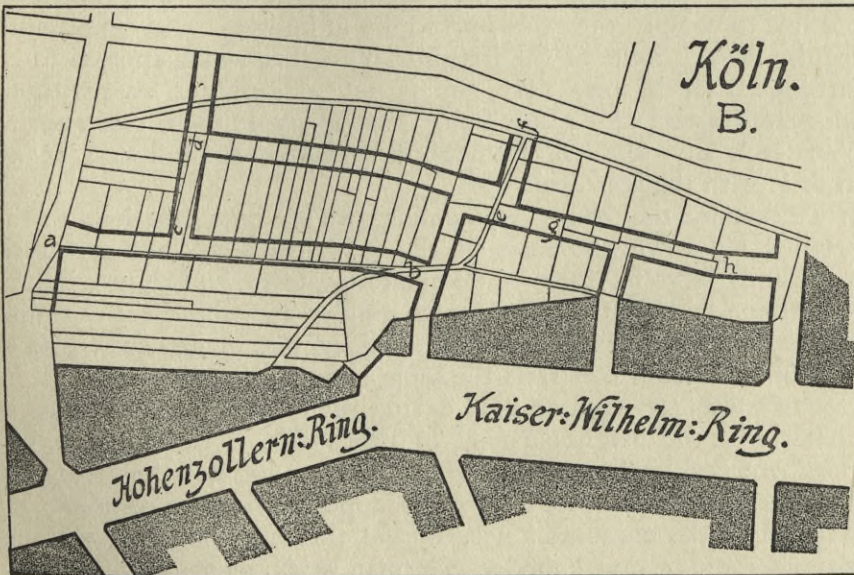 Köln.
B.
f
d
a
c
e
g
b
h
Kaiser-Wilhelm-Ring.
Hohenzollern-Ring.